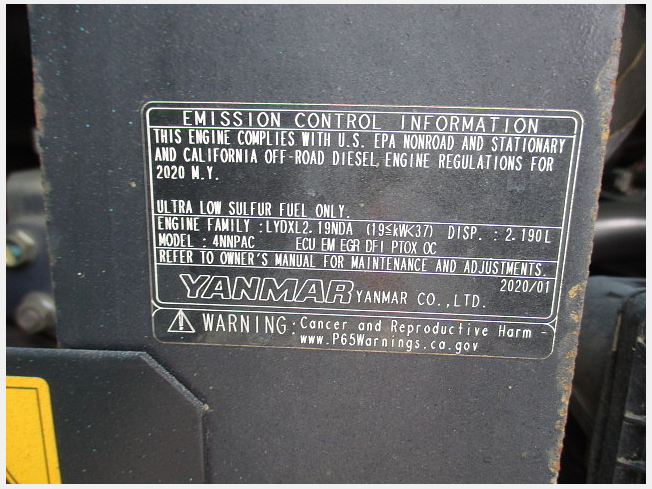 EMISSION CONTROL INFORMATION
THIS ENGINE COMPLIES WITH U.S. EPA NONROAD AND STATIONARY
AND CALIFORNIA OFF-ROAD DIESEL ENGINE REGULATIONS FOR
2020 M.Y.
ULTRA LOW SULFUR FUEL ONLY.
ENGINE FAMILY : LYDXL2.19NDA (19≤kW<37) DISP. : 2.190L
MODEL : 4NNPAC ECU EM EGR DFI PTOX OC
REFER TO OWNER'S MANUAL FOR MAINTENANCE AND ADJUSTMENTS.
2020/01
YANMAR YANMAR CO.,LTD.
WARNING: Cancer and Reproductive Harm -
www.P65Warnings.ca.gov